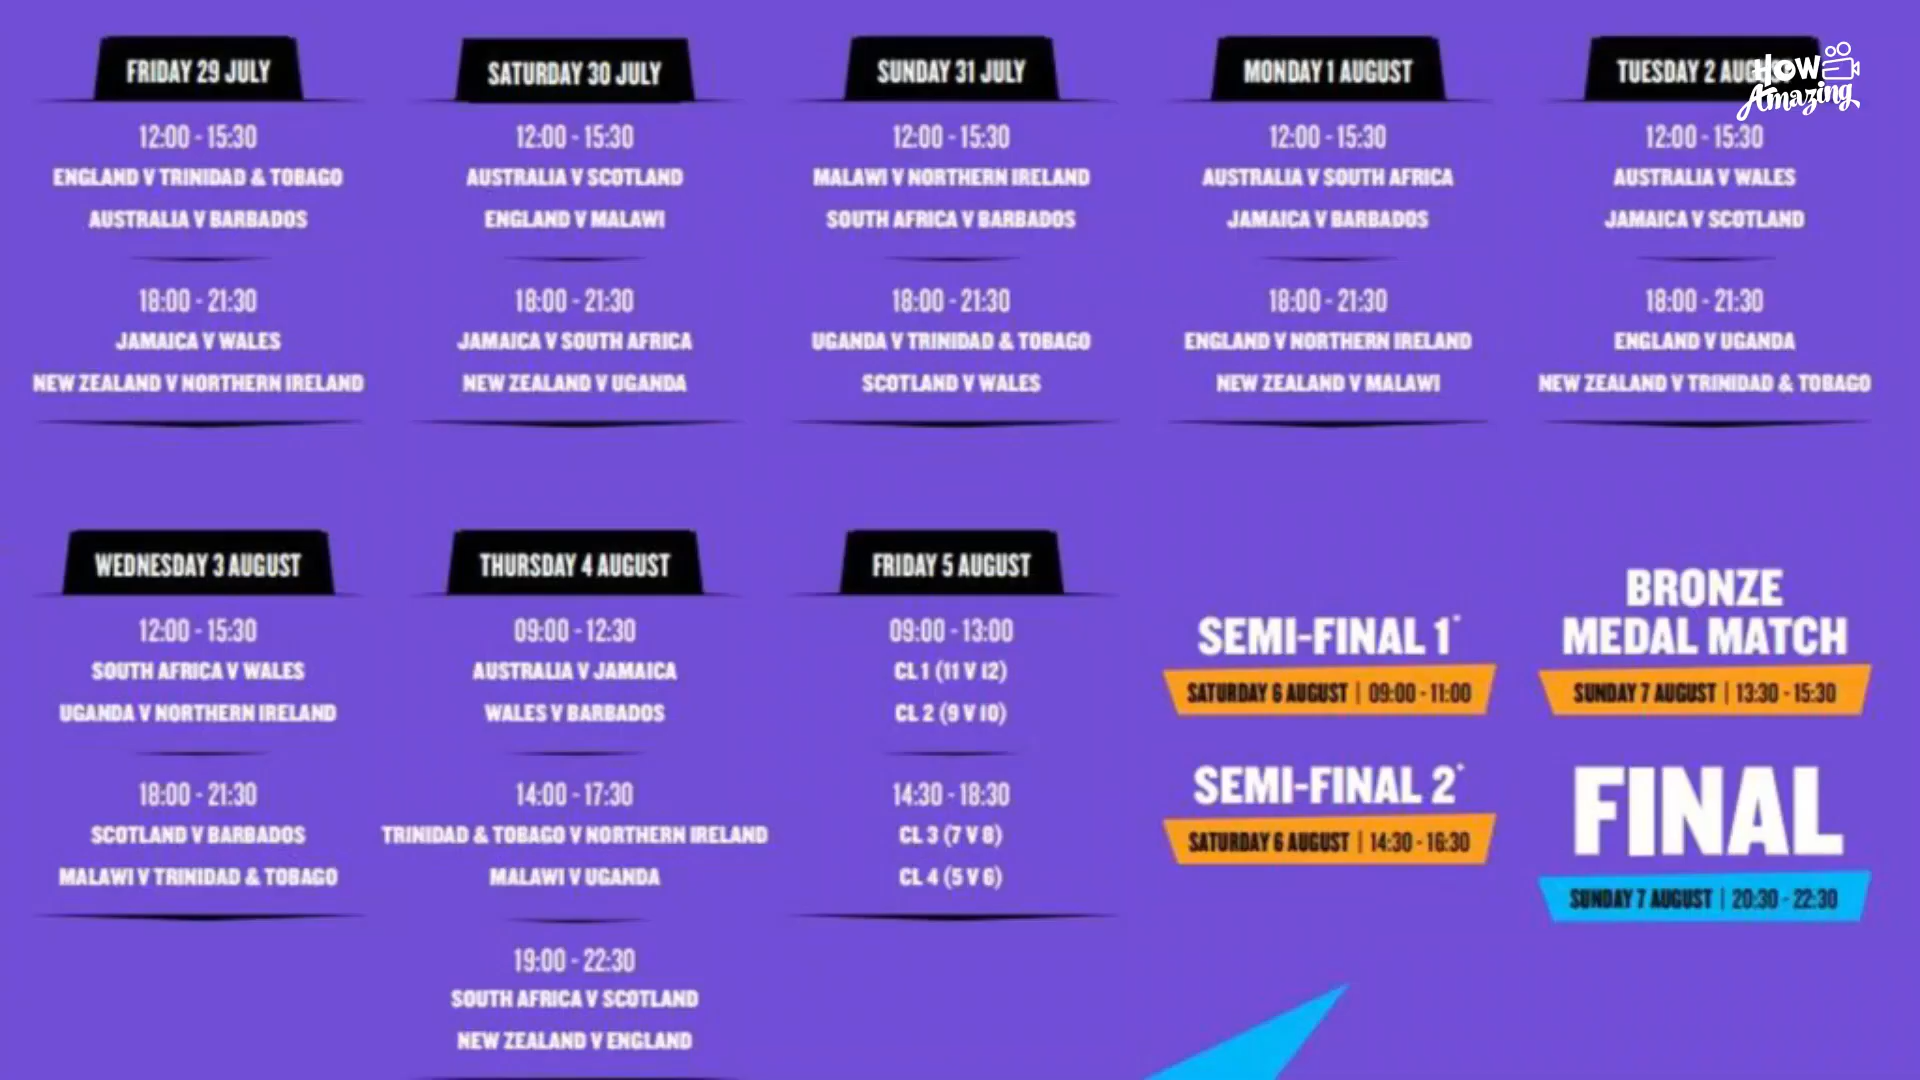 FRIDAY 29 JULY
12:00 - 15:30
ENGLAND V TRINIDAD & TOBAGO
AUSTRALIA V BARBADOS
18:00 - 21:30
JAMAICA V WALES
NEW ZEALAND V NORTHERN IRELAND
SATURDAY 30 JULY
12:00 - 15:30
AUSTRALIA V SCOTLAND
ENGLAND V MALAWI
18:00 - 21:30
JAMAICA V SOUTH AFRICA
NEW ZEALAND V UGANDA
SUNDAY 31 JULY
12:00 - 15:30
MALAWI V NORTHERN IRELAND
SOUTH AFRICA V BARBADOS
18:00 - 21:30
UGANDA V TRINIDAD & TOBAGO
SCOTLAND V WALES
MONDAY 1 AUGUST
12:00 - 15:30
AUSTRALIA V SOUTH AFRICA
JAMAICA V BARBADOS
18:00 - 21:30
ENGLAND V NORTHERN IRELAND
NEW ZEALAND V MALAWI
TUESDAY 2
HOW
Amazing
12:00 - 15:30
AUSTRALIA V WALES
JAMAICA V SCOTLAND
18:00 - 21:30
ENGLAND V UGANDA
NEW ZEALAND V TRINIDAD & TOBAGO
WEDNESDAY 3 AUGUST
12:00 - 15:30
SOUTH AFRICA V WALES
UGANDA V NORTHERN IRELAND
18:00 - 21:30
SCOTLAND V BARBADOS
MALAWI V TRINIDAD & TOBAGO
THURSDAY 4 AUGUST
09:00 - 12:30
AUSTRALIA V JAMAICA
WALES V BARBADOS
14:00 - 17:30
TRINIDAD & TOBAGO V NORTHERN IRELAND
MALAWI V UGANDA
19:00 - 22:30
SOUTH AFRICA V SCOTLAND
NEW ZEALAND V ENGLAND
FRIDAY 5 AUGUST
09:00 - 13:00
CL 1 (11 V 12)
CL 2 (9 V 10)
14:30 - 18:30
CL 3 (7 V 8)
CL 4 (5 V 6)
SEMI-FINAL 1*
SATURDAY 6 AUGUST | 09:00 - 11:00
SEMI-FINAL 2*
SATURDAY 6 AUGUST | 14:30 - 16:30
BRONZE
MEDAL MATCH
SUNDAY 7 AUGUST | 13:30 - 15:30
FINAL
SUNDAY 7 AUGUST | 20:30 - 22:30